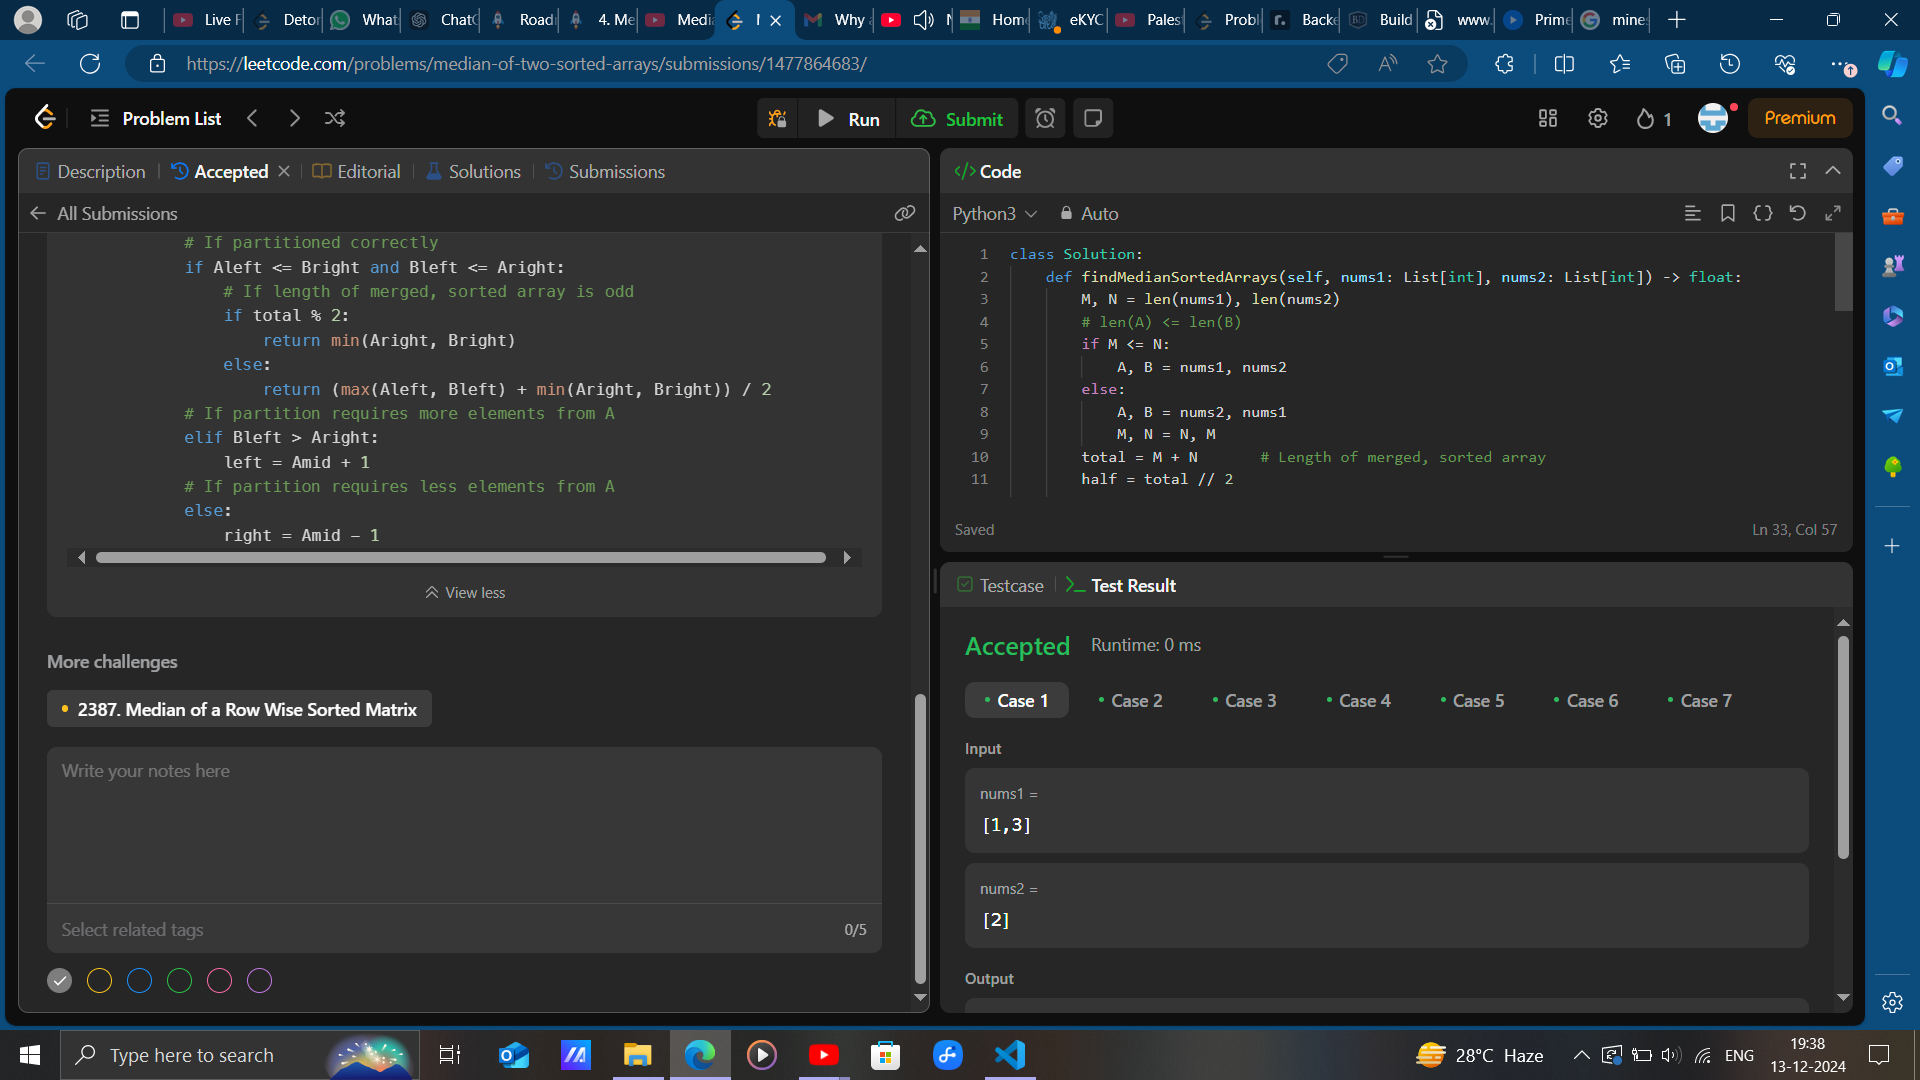 Live F
Detor
What
ChatG
Road
4. Me
Media
Why
Hom
eKYC
Pales
Probl
Backe
Build
www.
Prime
mine
https://leetcode.com/problems/median-of-two-sorted-arrays/submissions/1477864683/
Problem List
Run
Submit
1
Premium
Description
Accepted
Editorial
Solutions
Submissions
All Submissions
# If partitioned correctly
if Aleft <= Bright and Bleft <= Aright:
# If length of merged, sorted array is odd
if total % 2:
return min(Aright, Bright)
else:
return (max(Aleft, Bleft) + min(Aright, Bright)) / 2
# If partition requires more elements from A
elif Bleft > Aright:
left = Amid + 1
# If partition requires less elements from A
else:
right = Amid - 1
View less
More challenges
2387. Median of a Row Wise Sorted Matrix
Write your notes here
Select related tags
0/5
</> Code
Python3
Auto
1 class Solution:
2 def findMedianSortedArrays(self, nums1: List[int], nums2: List[int]) -> float:
3 M, N = len(nums1), len(nums2)
4 # len(A) <= len(B)
5 if M <= N:
6 A, B = nums1, nums2
7 else:
8 A, B = nums2, nums1
9 M, N = N, M
10 total = M + N # Length of merged, sorted array
11 half = total // 2
Saved
Ln 33, Col 57
Testcase
Test Result
Accepted
Runtime: 0 ms
Case 1
Case 2
Case 3
Case 4
Case 5
Case 6
Case 7
Input
nums1 =
[1,3]
nums2 =
[2]
Output
Type here to search
28°C Haze
ENG
19:38
13-12-2024